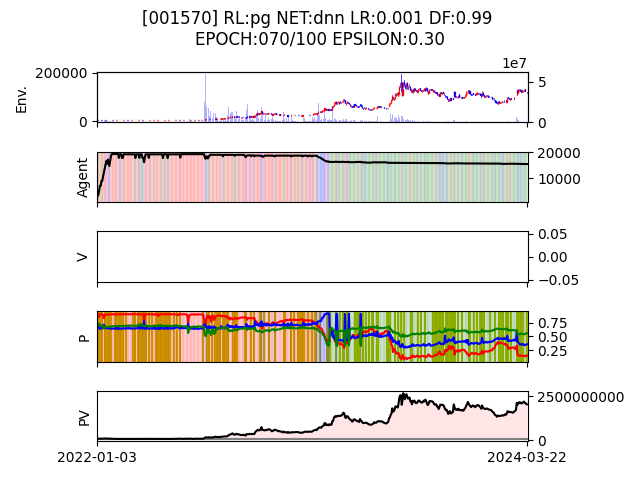 [001570] RL:pg NET:dnn LR:0.001 DF:0.99
EPOCH:070/100 EPSILON:0.30
1e7
Env.
200000
0
5
0
Agent
20000
10000
V
0.05
0.00
−0.05
P
0.75
0.50
0.25
PV
2500000000
0
2022-01-03
2024-03-22